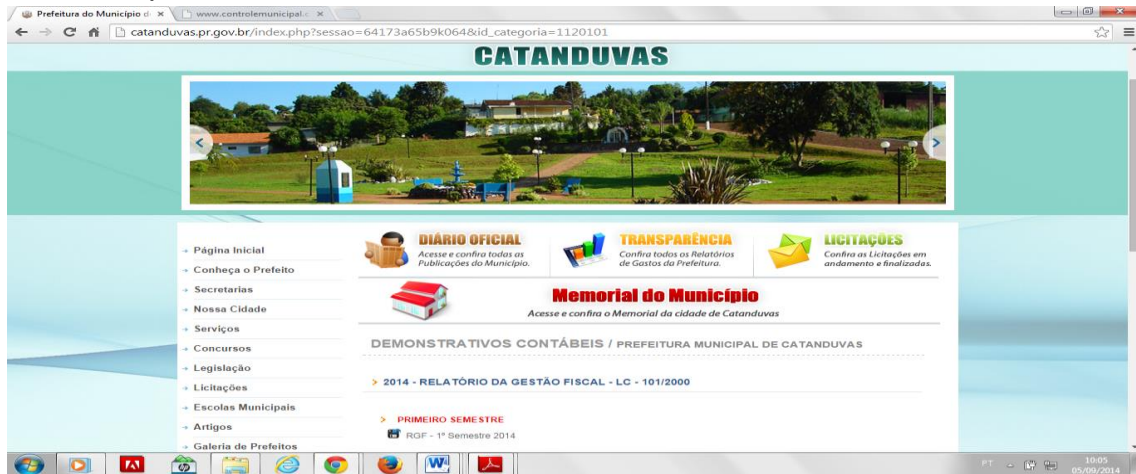 Prefeitura do Município d
www.controlemunicipal.c
catanduvas.pr.gov.br/index.php?sessao=64173a65b9k064&id_categoria=1120101
CATANDUVAS
DIÁRIO OFICIAL
Acesse e confira todas as
Publicações do Município.
TRANSPARÊNCIA
Confira todos os Relatórios
de Gastos da Prefeitura.
LICITAÇÕES
Confira as Licitações em
andamento e finalizadas.
Memorial do Município
Acesse e confira o Memorial da cidade de Catanduvas
Página Inicial
Conheça o Prefeito
Secretarias
Nossa Cidade
Serviços
Concursos
Legislação
Licitações
Escolas Municipais
Artigos
Galeria de Prefeitos
DEMONSTRATIVOS CONTÁBEIS / PREFEITURA MUNICIPAL DE CATANDUVAS
2014 - RELATÓRIO DA GESTÃO FISCAL - LC - 101/2000
PRIMEIRO SEMESTRE
RGF - 1º Semestre 2014
PT
10:05
05/09/2014